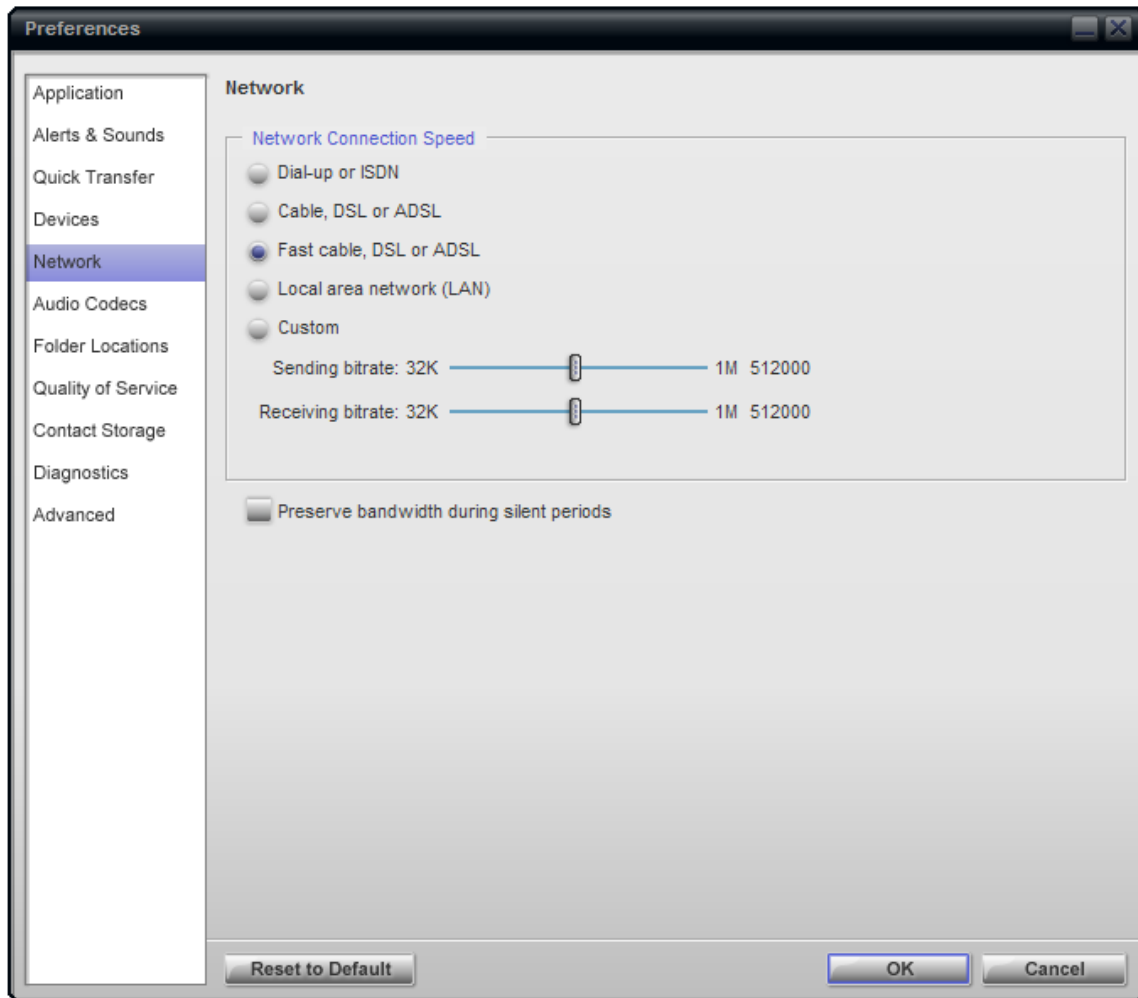 Preferences
Application
Alerts & Sounds
Quick Transfer
Devices
Network
Audio Codecs
Folder Locations
Quality of Service
Contact Storage
Diagnostics
Advanced
Network
Network Connection Speed
Dial-up or ISDN
Cable, DSL or ADSL
Fast cable, DSL or ADSL
Local area network (LAN)
Custom
Sending bitrate: 32K 1M 512000
Receiving bitrate: 32K 1M 512000
Preserve bandwidth during silent periods
Reset to Default OK Cancel